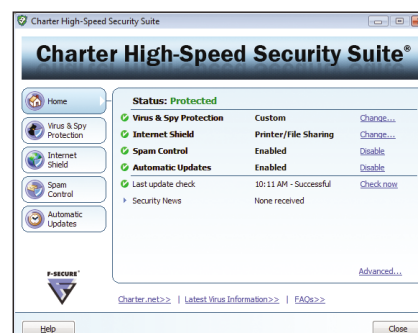 Charter High-Speed Security Suite
Charter High-Speed Security Suite®
Home
Virus & Spy
Protection
Internet
Shield
Spam
Control
Automatic
Updates
F-SECURE
Status: Protected
Virus & Spy Protection Custom Change...
Internet Shield Printer/File Sharing Change...
Spam Control Enabled Disable
Automatic Updates Enabled Disable
Last update check 10:11 AM - Successful Check now
Security News None received
Advanced...
Charter.net>> | Latest Virus Information>> | FAQs>>
Help Close